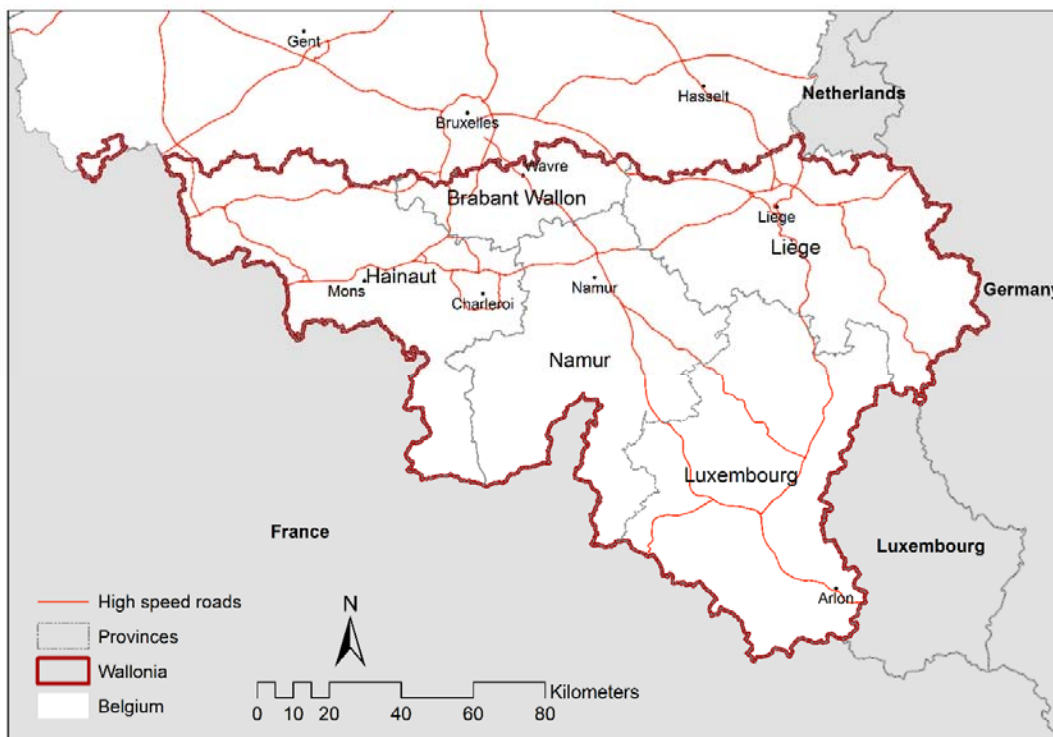 Gent
Netherlands
Hasselt
Bruxelles
Wavre
Brabant Wallon
Liege
Liège
Hainaut
Mons
Namur
Germany
Charleroi
Namur
Luxembourg
France
Luxembourg
Arlon
High speed roads
Provinces
Wallonia
Belgium
N
Kilometers
0 10 20 40 60 80